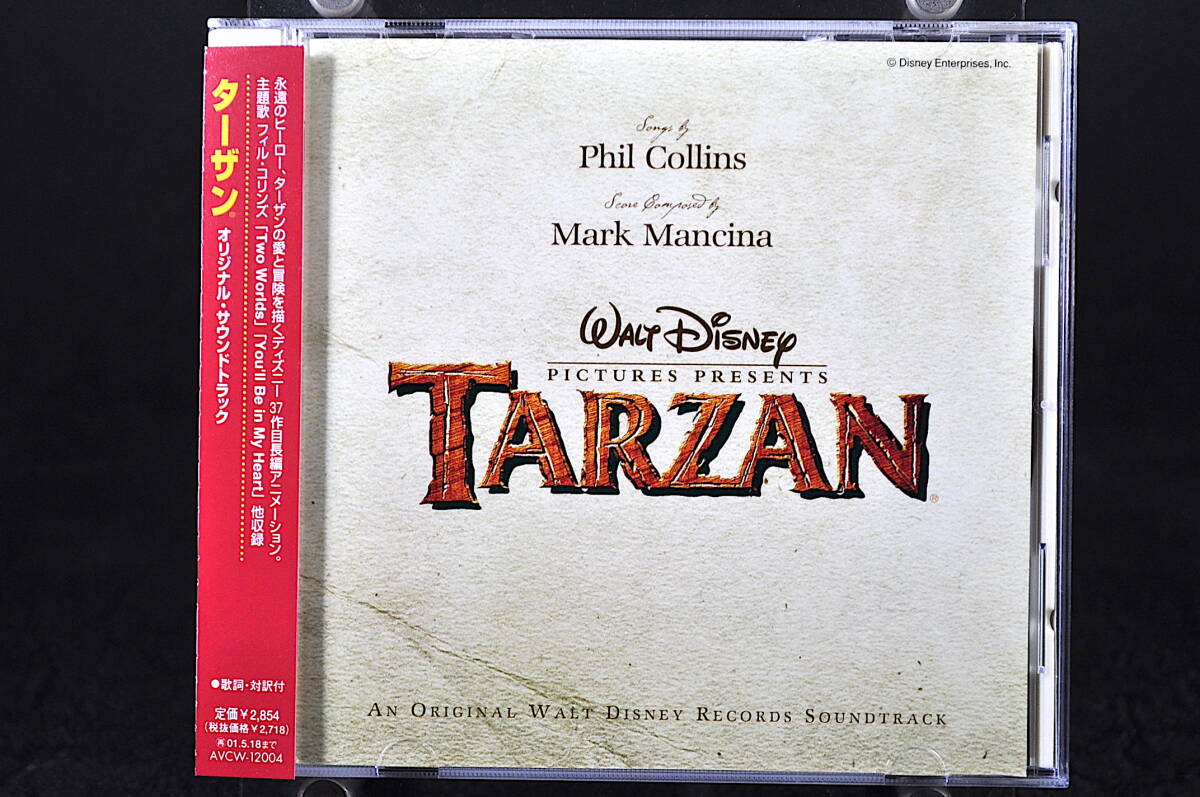 永遠のヒーロー、ターザンの愛と冒険を描くディズニー37作目長編アニメーション。
主題歌 フィル・コリンズ「Two Worlds」「You'll Be in My Heart」他収録
ターザン®
オリジナル・サウンドトラック
●歌詞・対訳付
定価¥2,854
(税抜価格¥2,718)
再01.5.18まで
AVCW-12004
© Disney Enterprises, Inc.
Songs by
Phil Collins
Score Composed by
Mark Mancina
WALT DISNEY
PICTURES PRESENTS
TARZAN®
AN ORIGINAL WALT DISNEY RECORDS SOUNDTRACK